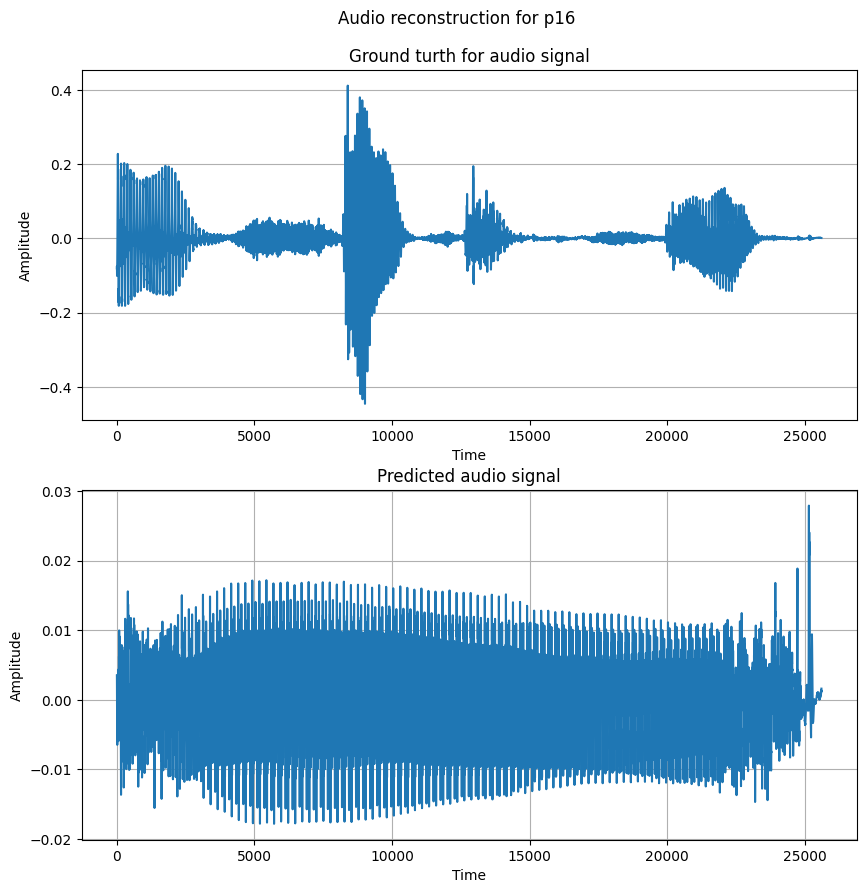 Audio reconstruction for p16
Ground turth for audio signal
0.4
0.2
0.0
−0.2
−0.4
Amplitude
0 5000 10000 15000 20000 25000
Time
Predicted audio signal
0.03
0.02
0.01
0.00
−0.01
−0.02
Amplitude
0 5000 10000 15000 20000 25000
Time